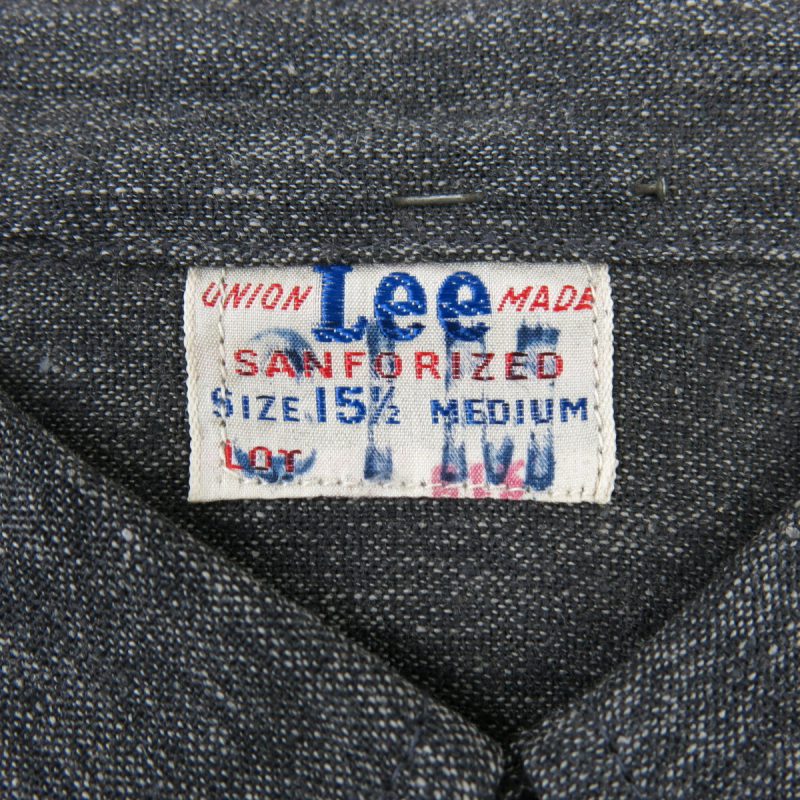 UNION Lee MADE
SANFORIZED
SIZE 15½ MEDIUM
LOT